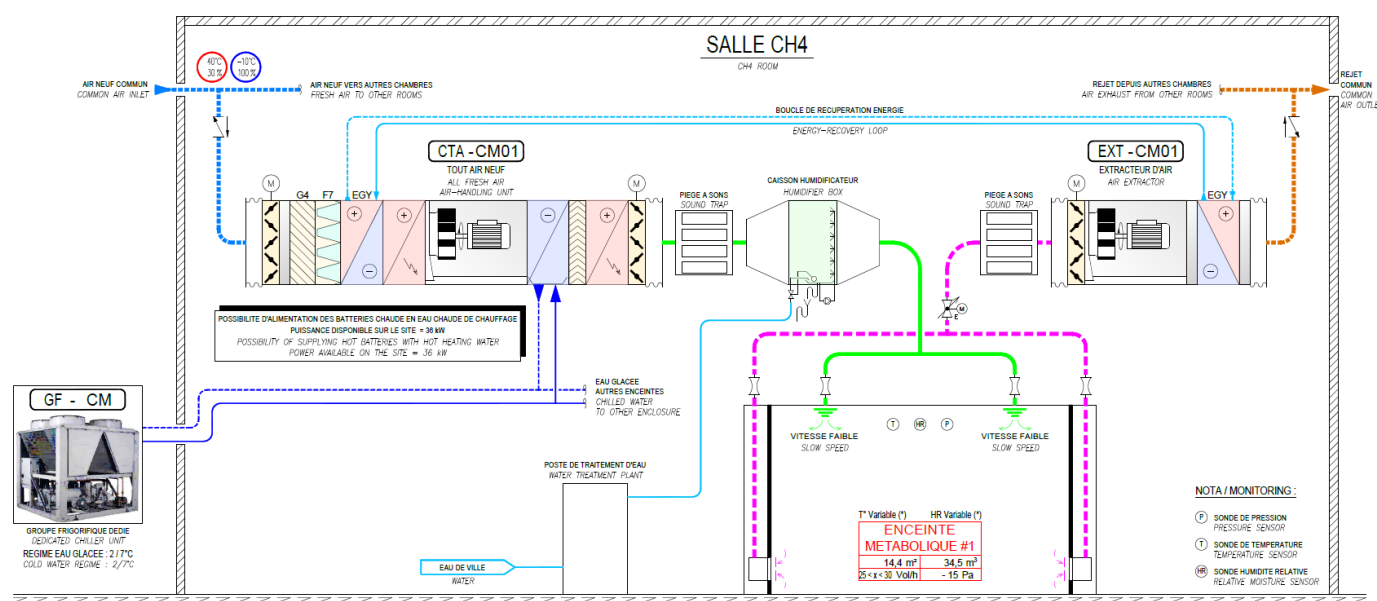 SALLE CH4
CH4 ROOM
40°C
30 %
-10°C
100 %
AIR NEUF COMMUN
COMMON AIR INLET
AIR NEUF VERS AUTRES CHAMBRES
FRESH AIR TO OTHER ROOMS
REJET DEPUIS AUTRES CHAMBRES
AIR EXHAUST FROM OTHER ROOMS
REJET
COMMUN
COMMON
AIR OUTLET
BOUCLE DE RECUPERATION ENERGIE
ENERGY-RECOVERY LOOP
CTA - CM01
TOUT AIR NEUF
ALL FRESH AIR
AIR-HANDLING UNIT
EXT - CM01
EXTRACTEUR D'AIR
AIR EXTRACTOR
M
G4
F7
EGY
M
PIEGE A SONS
SOUND TRAP
CAISSON HUMIDIFICATEUR
HUMIDIFIER BOX
PIEGE A SONS
SOUND TRAP
M
EGY
M
E
POSSIBILITE D'ALIMENTATION DES BATTERIES CHAUDE EN EAU CHAUDE DE CHAUFFAGE
PUISSANCE DISPONIBLE SUR LE SITE = 36 kW
POSSIBILITY OF SUPPLYING HOT BATTERIES WITH HOT HEATING WATER
POWER AVAILABLE ON THE SITE = 36 kW
GF - CM
GROUPE FRIGORIFIQUE DEDIE
DEDICATED CHILLER UNIT
REGIME EAU GLACEE : 2 / 7°C
COLD WATER REGIME : 2/7°C
EAU GLACEE
AUTRES ENCEINTES
CHILLED WATER
TO OTHER ENCLOSURE
POSTE DE TRAITEMENT D'EAU
WATER TREATMENT PLANT
EAU DE VILLE
WATER
VITESSE FAIBLE
SLOW SPEED
T
HR
P
VITESSE FAIBLE
SLOW SPEED
T° Variable (*)
HR Variable (*)
ENCEINTE
METABOLIQUE #1
14,4 m²
34,5 m³
25 < x < 30 Vol/h
- 15 Pa
NOTA / MONITORING :
P
SONDE DE PRESSION
PRESSURE SENSOR
T
SONDE DE TEMPERATURE
TEMPERATURE SENSOR
HR
SONDE HUMIDITE RELATIVE
RELATIVE MOISTURE SENSOR